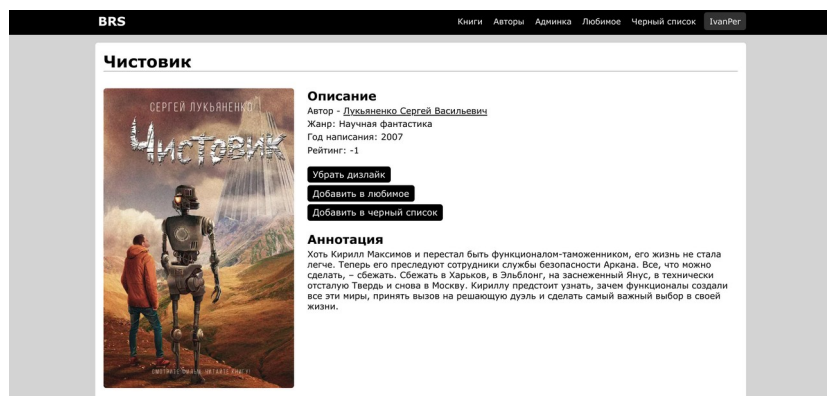 BRS
Книги Авторы Админка Любимое Черный список IvanPer
Чистовик
СЕРГЕЙ ЛУКЬЯНЕНКО
ЧИСТОВИК
СМОТРИТЕ ФИЛЬМ, ЧИТАЙТЕ КНИГУ!
Описание
Автор - Лукьяненко Сергей Васильевич
Жанр: Научная фантастика
Год написания: 2007
Рейтинг: -1
Убрать дизлайк
Добавить в любимое
Добавить в черный список
Аннотация
Хоть Кирилл Максимов и перестал быть функционалом-таможенником, его жизнь не стала
легче. Теперь его преследуют сотрудники службы безопасности Аркана. Все, что можно
сделать, – сбежать. Сбежать в Харьков, в Эльблонг, на заснеженный Янус, в технически
отсталую Твердь и снова в Москву. Кириллу предстоит узнать, зачем функционалы создали
все эти миры, принять вызов на решающую дуэль и сделать самый важный выбор в своей
жизни.